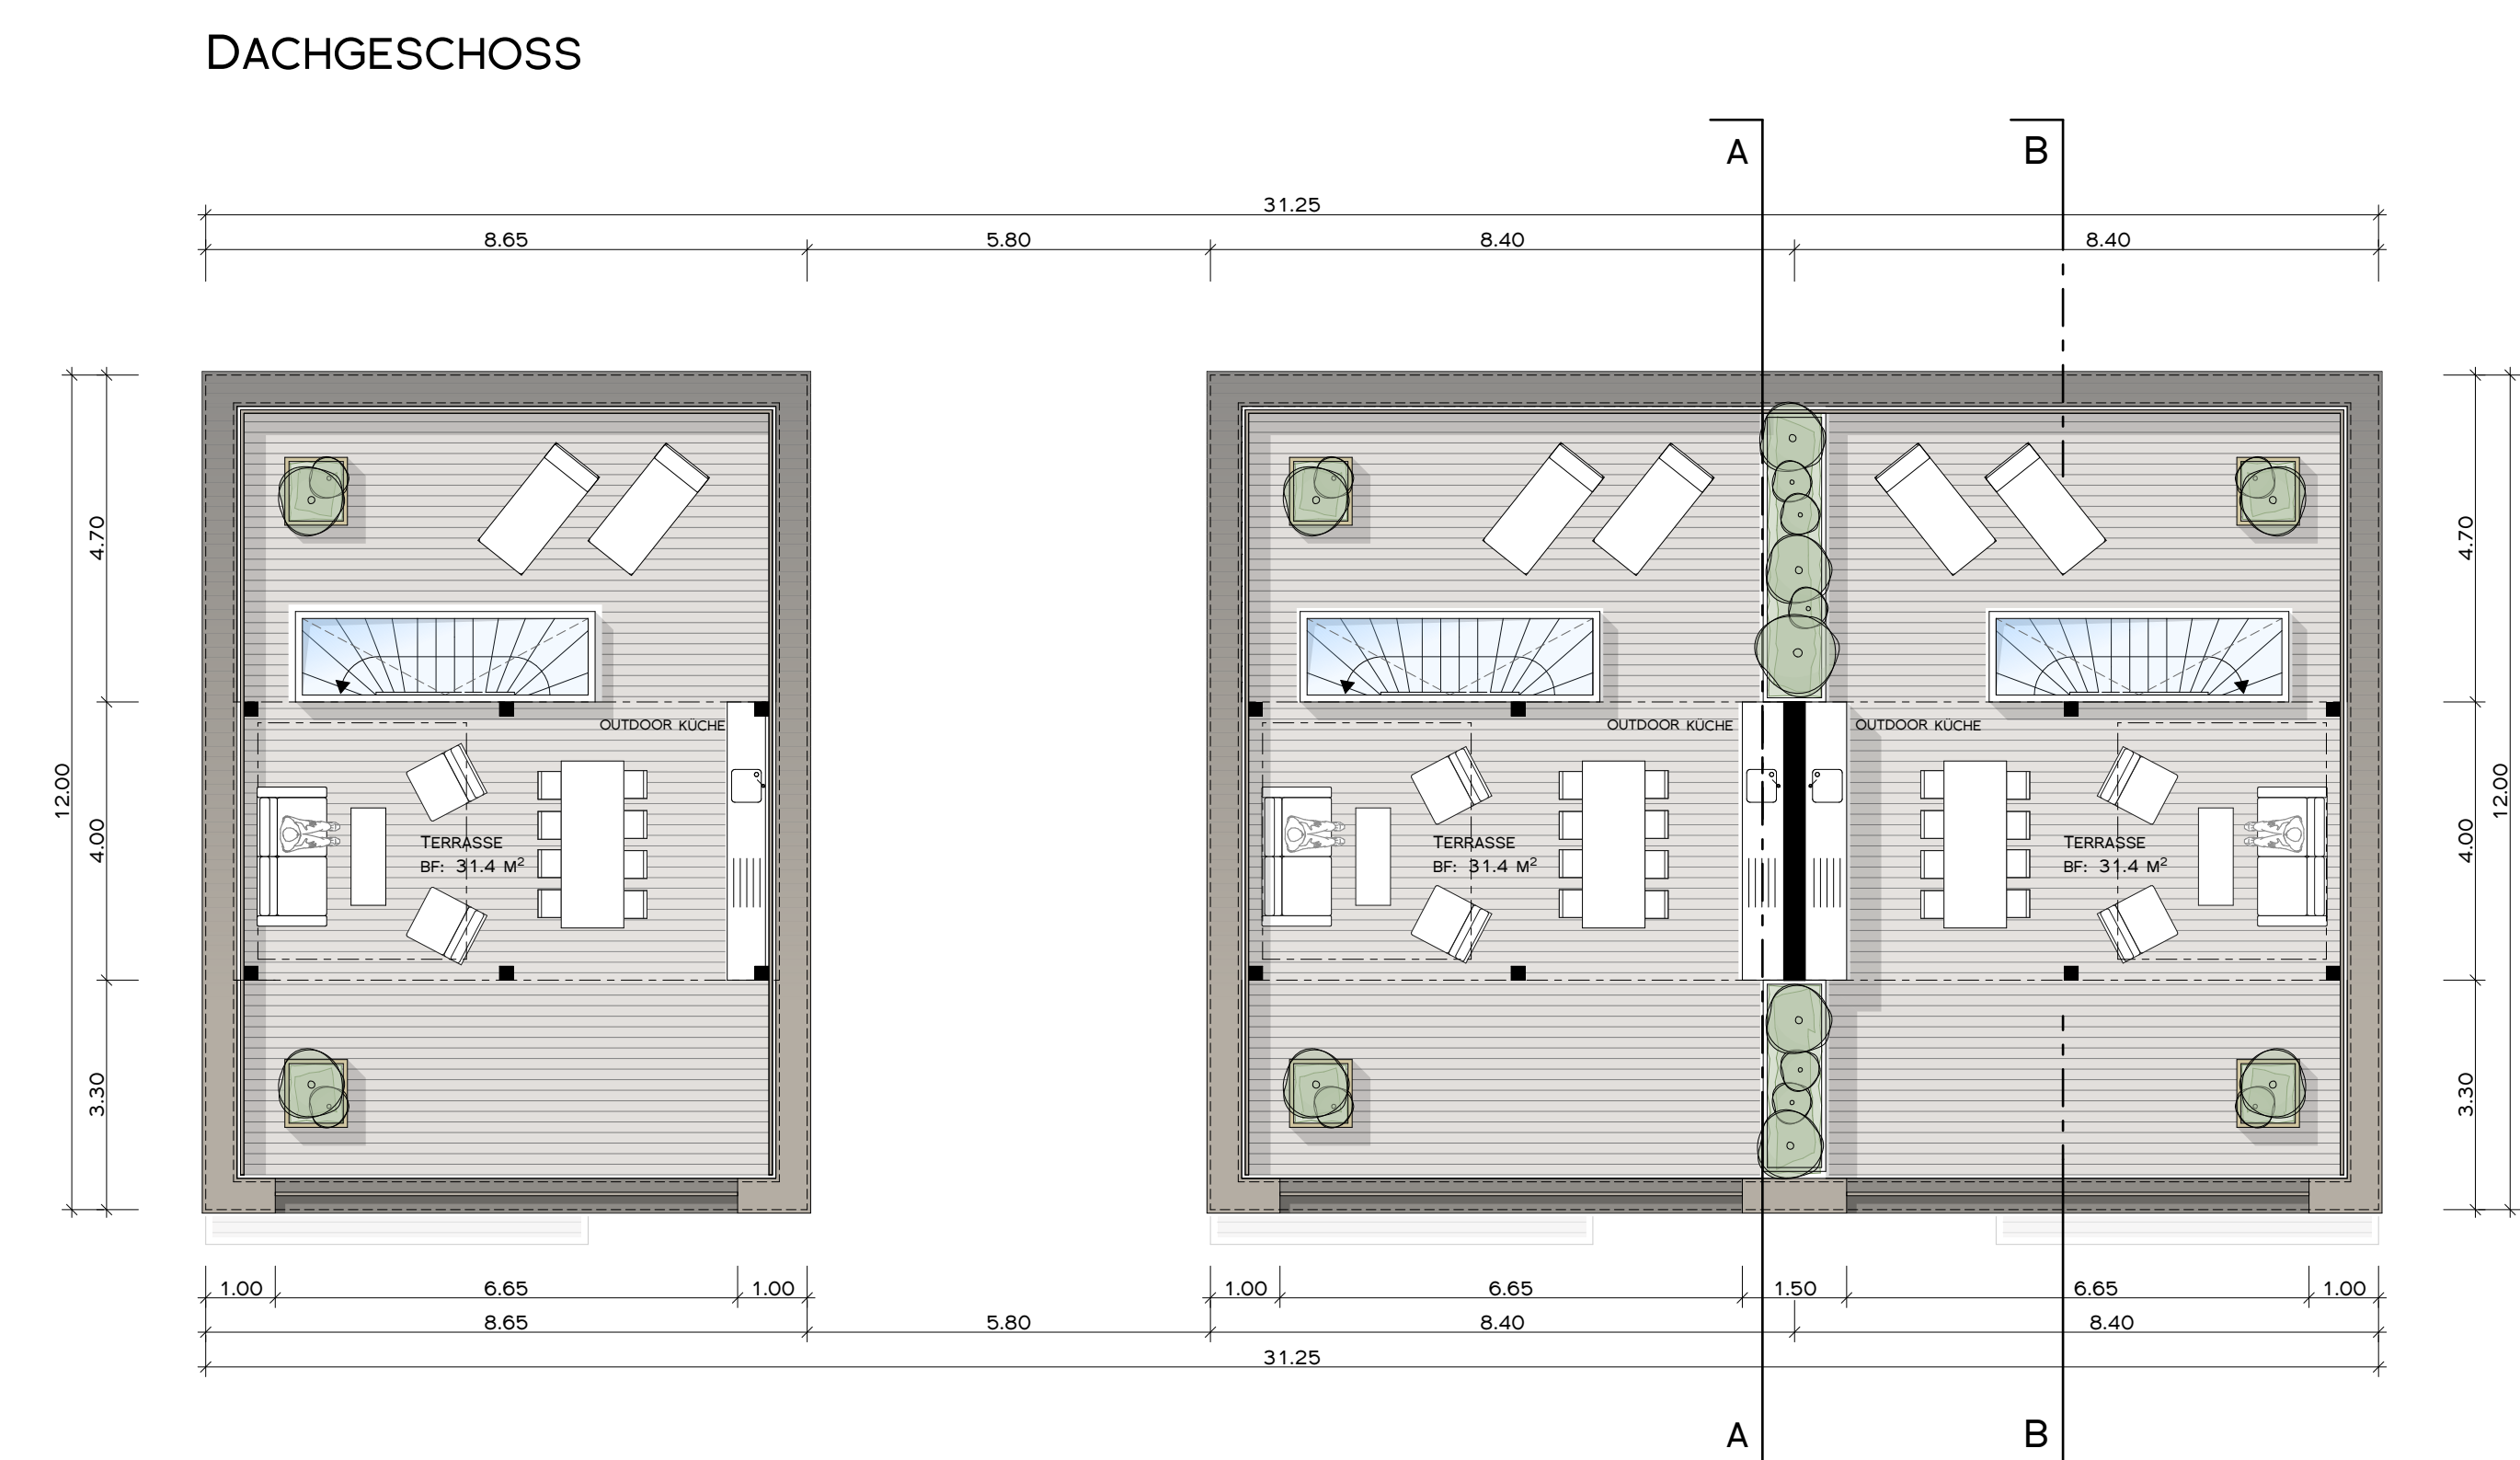 DACHGESCHOSS
A
B
31.25
8.65
5.80
8.40
8.40
4.70
4.00
3.30
12.00
OUTDOOR KÜCHE
TERRASSE
BF: 31.4 M²
OUTDOOR KÜCHE
OUTDOOR KÜCHE
TERRASSE
BF: 31.4 M²
TERRASSE
BF: 31.4 M²
4.70
4.00
3.30
12.00
1.00
6.65
1.00
1.00
6.65
1.50
6.65
1.00
8.65
5.80
8.40
8.40
31.25
A
B